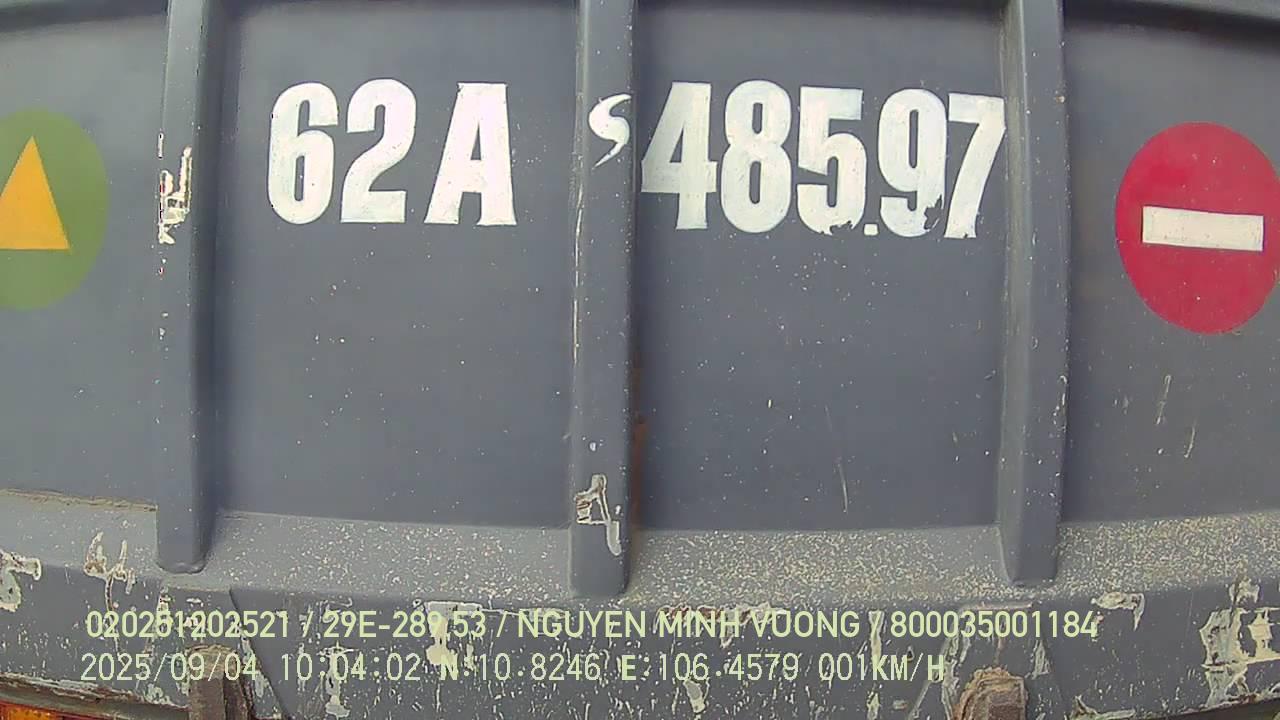 62A S 485.97
020251202521 / 29E-289.53 / NGUYEN MINH VUONG / 800035001184
2025/09/04 10:04:02 N:10.8246 E:106.4579 001KM/H